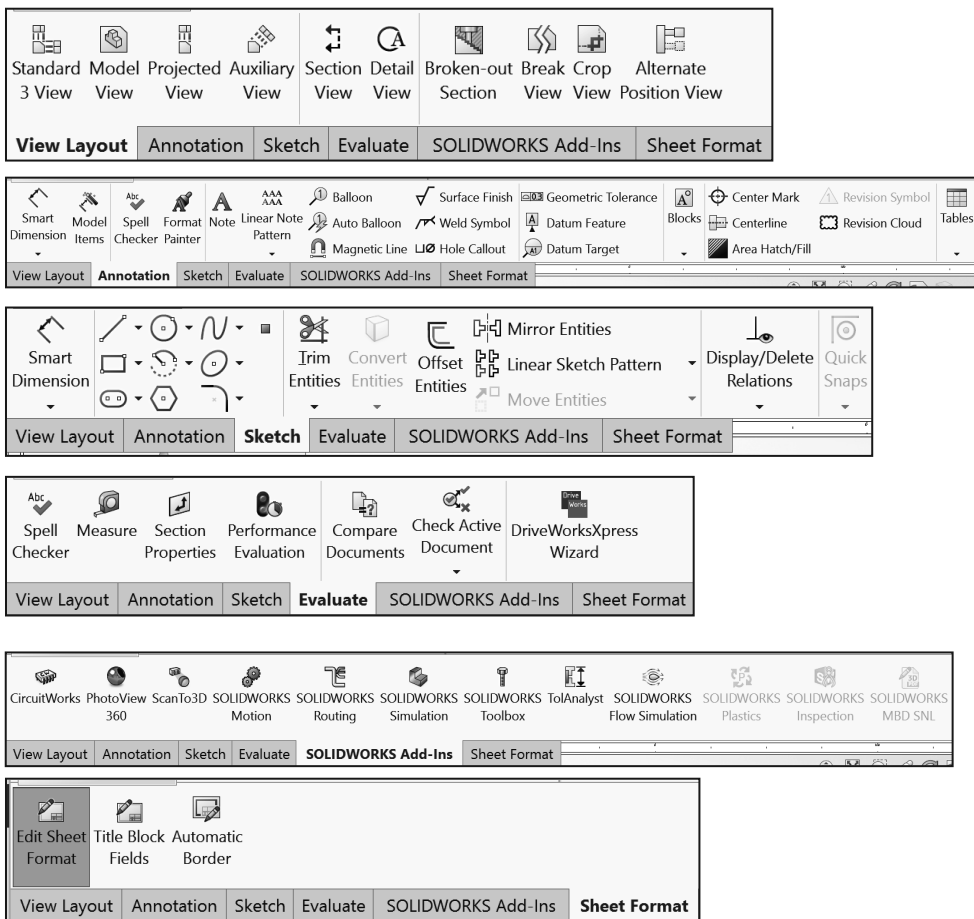 Standard Model Projected Auxiliary Section Detail Broken-out Break Crop Alternate
3 View View View View View View Section View View Position View
View Layout Annotation Sketch Evaluate SOLIDWORKS Add-Ins Sheet Format
Smart Dimension Model Items Abc Spell Checker Format Painter A Note AAA AAA AAA Linear Note Pattern
1 Balloon Surface Finish Geometric Tolerance A Blocks Center Mark Revision Symbol Tables
Auto Balloon Weld Symbol A Datum Feature Centerline Revision Cloud
Magnetic Line Hole Callout A1 Datum Target Area Hatch/Fill
View Layout Annotation Sketch Evaluate SOLIDWORKS Add-Ins Sheet Format
Smart Dimension Trim Entities Convert Entities Offset Entities Mirror Entities Display/Delete Relations Quick Snaps
Linear Sketch Pattern
Move Entities
View Layout Annotation Sketch Evaluate SOLIDWORKS Add-Ins Sheet Format
Abc Drive Works
Spell Measure Section Performance Compare Check Active DriveWorksXpress
Checker Properties Evaluation Documents Document Wizard
View Layout Annotation Sketch Evaluate SOLIDWORKS Add-Ins Sheet Format
CircuitWorks PhotoView ScanTo3D SOLIDWORKS SOLIDWORKS SOLIDWORKS SOLIDWORKS TolAnalyst SOLIDWORKS SOLIDWORKS SOLIDWORKS SOLIDWORKS
360 Motion Routing Simulation Toolbox Flow Simulation Plastics Inspection MBD SNL
View Layout Annotation Sketch Evaluate SOLIDWORKS Add-Ins Sheet Format
Edit Sheet Title Block Automatic
Format Fields Border
View Layout Annotation Sketch Evaluate SOLIDWORKS Add-Ins Sheet Format